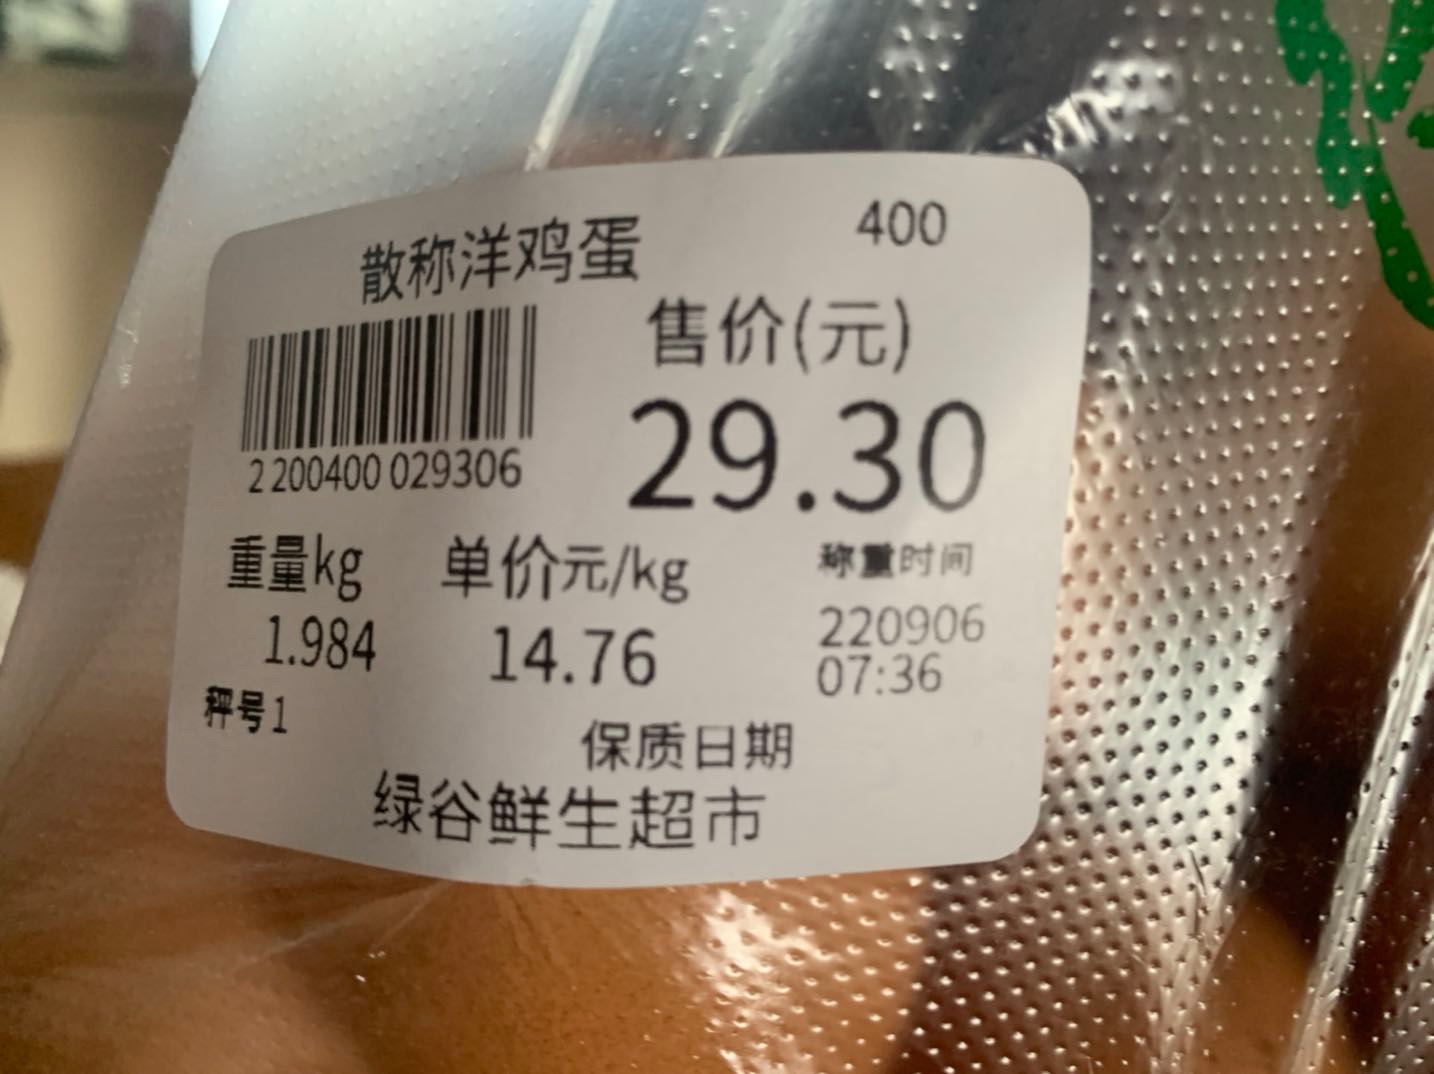 散称洋鸡蛋 400
售价(元)
29.30
2 200400 029306
重量kg 单价元/kg 称重时间
1.984 14.76 220906
07:36
秤号1
保质日期
绿谷鲜生超市